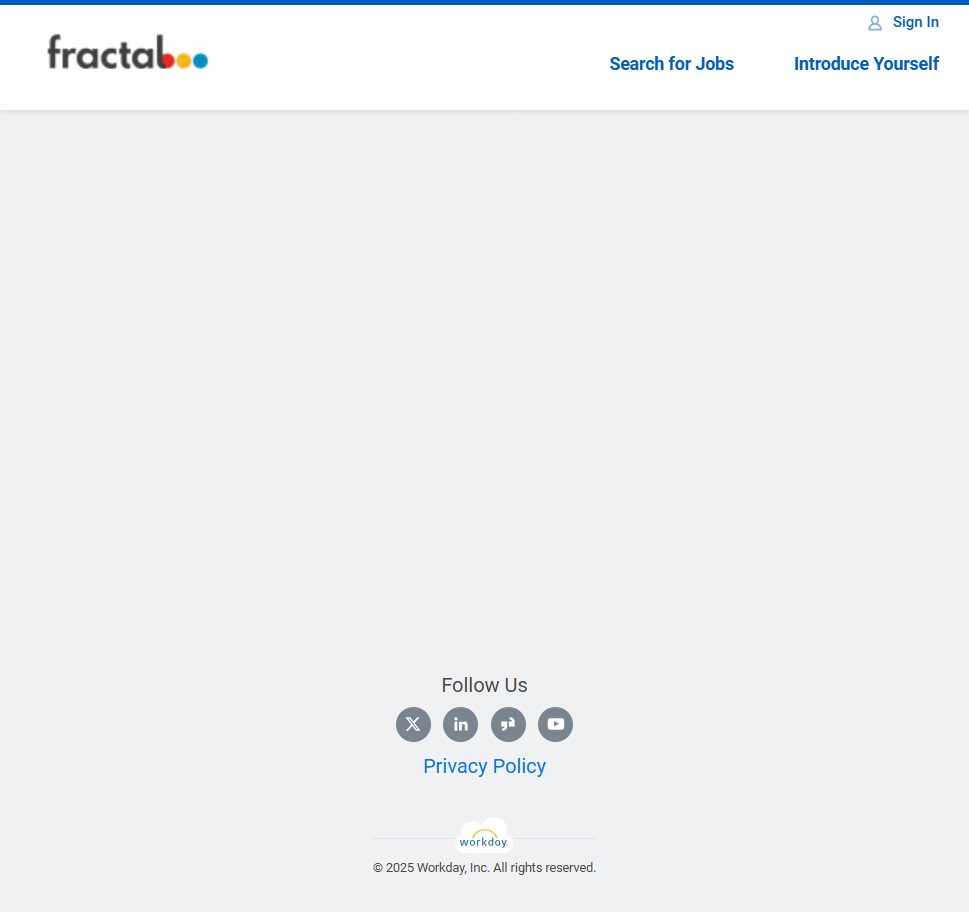 Sign In
fractal
Search for Jobs
Introduce Yourself
Follow Us
Privacy Policy
workday.
© 2025 Workday, Inc. All rights reserved.